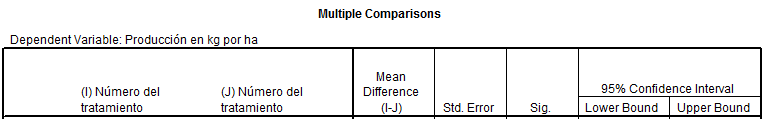 Multiple Comparisons
Dependent Variable: Producción en kg por ha
(I) Número del tratamiento
(J) Número del tratamiento
Mean Difference (I-J)
Std. Error
Sig.
95% Confidence Interval
Lower Bound
Upper Bound